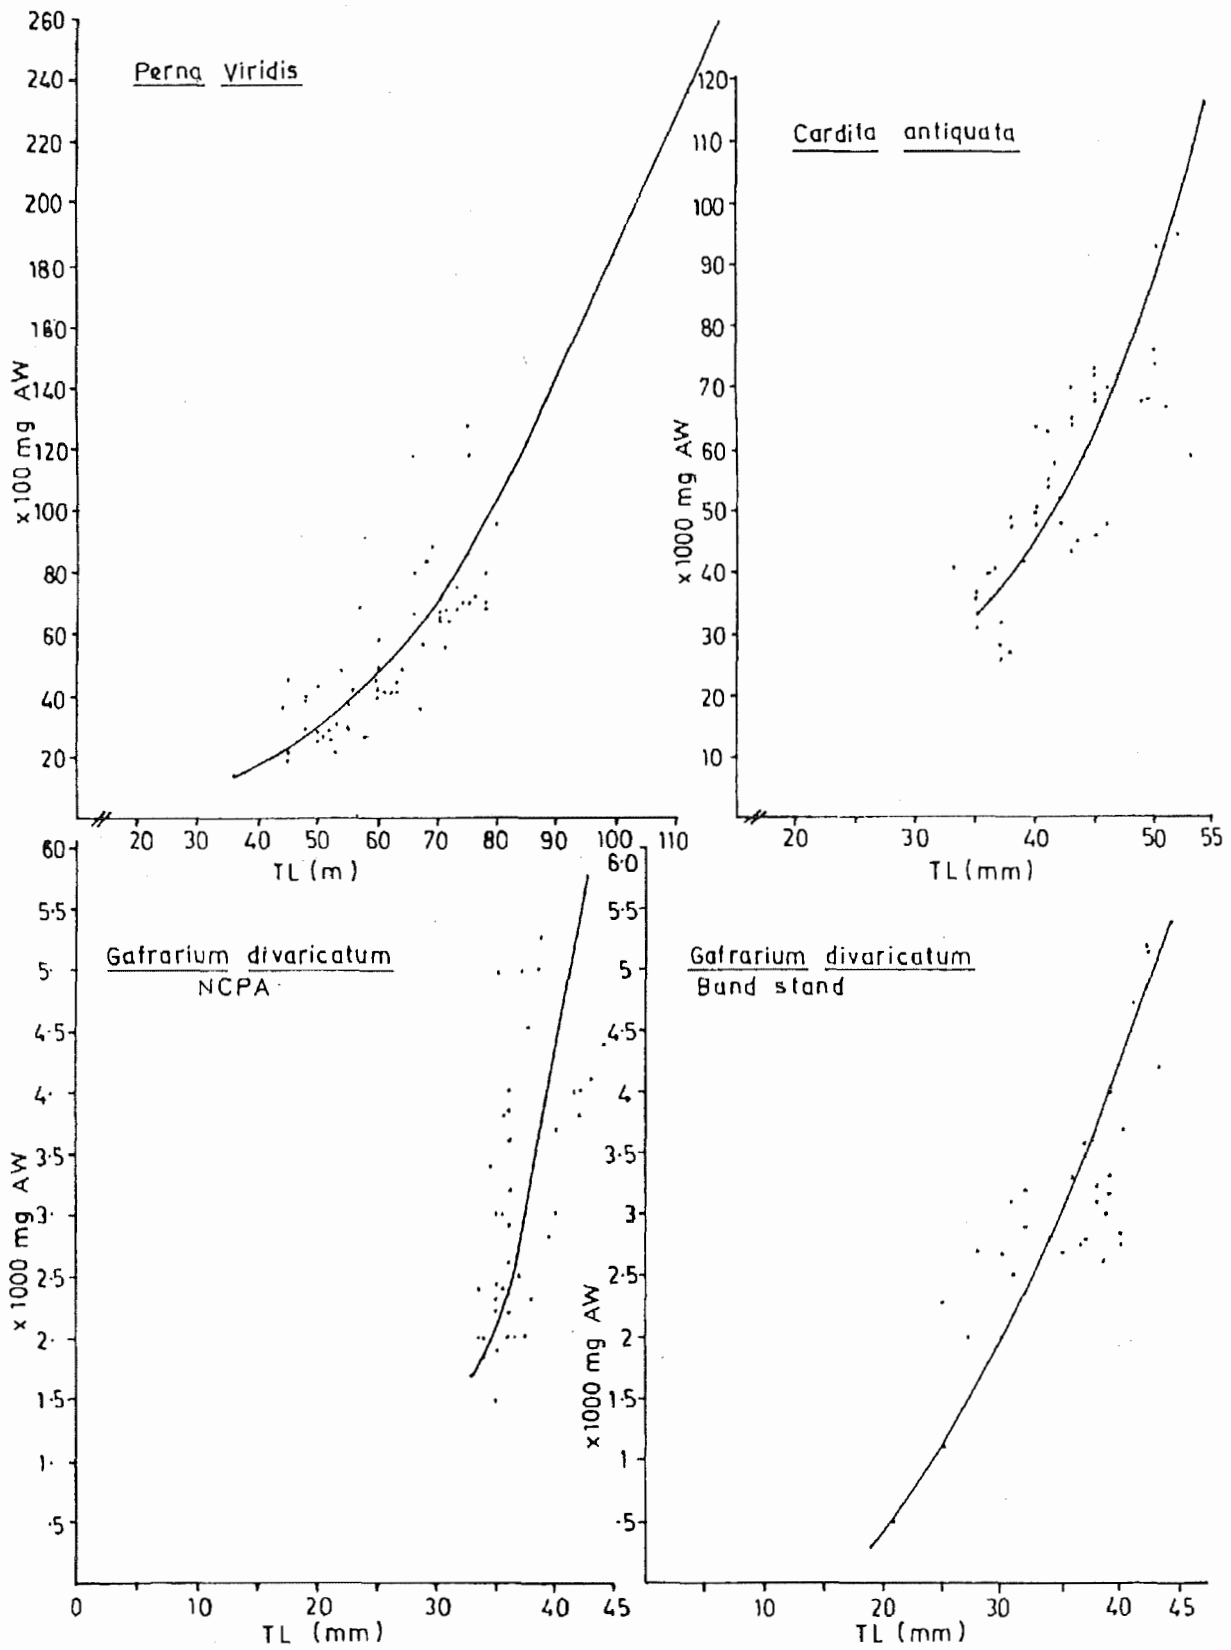 Perna Viridis
260
240
220
200
180
160
140
120
100
80
60
40
20
x 100 mg AW
20 30 40 50 60 70 80 90 100 110
TL (m)
Cardita antiquata
120
110
100
90
80
70
60
50
40
30
20
10
x 1000 mg AW
20 30 40 50 55
TL (mm)
Gafrarium divaricatum
NCPA
60
5·5
5·
4·5
4·
3·5
3·
2·5
2·
1·5
1·
·5
x 1000 mg AW
0 10 20 30 40 45
TL (mm)
Gafrarium divaricatum
Band stand
6·0
5·5
5
4·5
4
3·5
3
2·5
2
1·5
1
·5
x1000 mg AW
10 20 30 40 45
TL (mm)